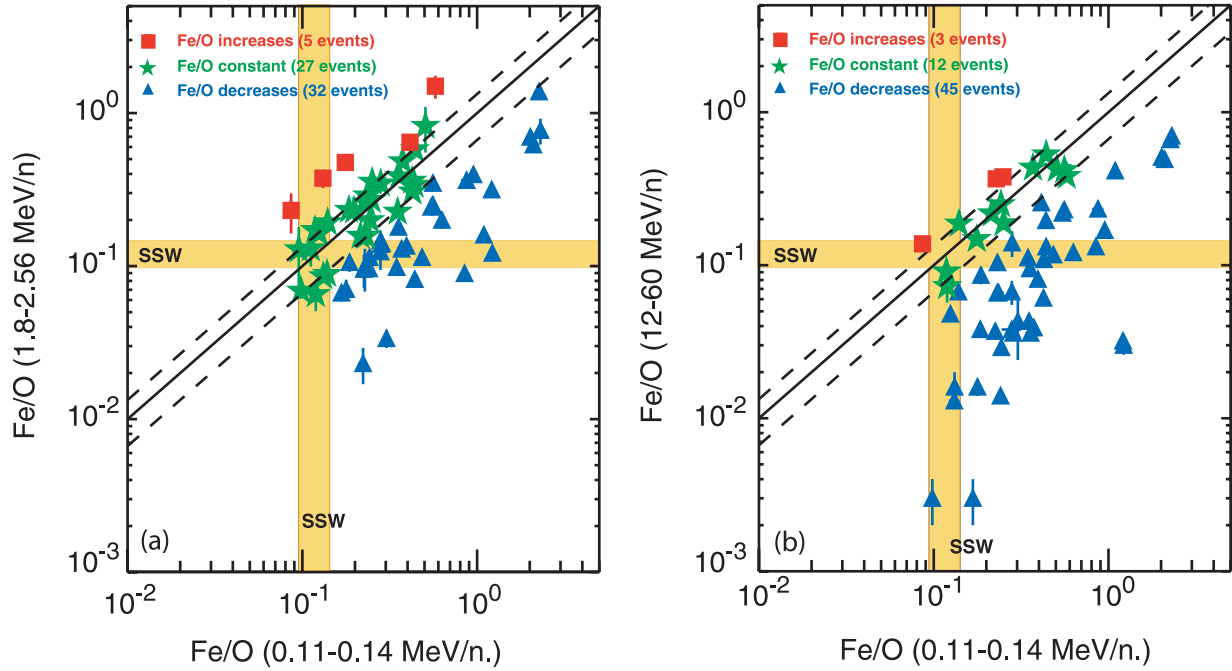 Fe/O increases (5 events)
Fe/O constant (27 events)
Fe/O decreases (32 events)
10^0
10^-1
10^-2
10^-3
Fe/O (1.8-2.56 MeV/n)
SSW
SSW
(a)
10^-2
10^-1
10^0
Fe/O (0.11-0.14 MeV/n.)
Fe/O increases (3 events)
Fe/O constant (12 events)
Fe/O decreases (45 events)
10^0
10^-1
10^-2
10^-3
Fe/O (12-60 MeV/n)
SSW
SSW
(b)
10^-2
10^-1
10^0
Fe/O (0.11-0.14 MeV/n.)